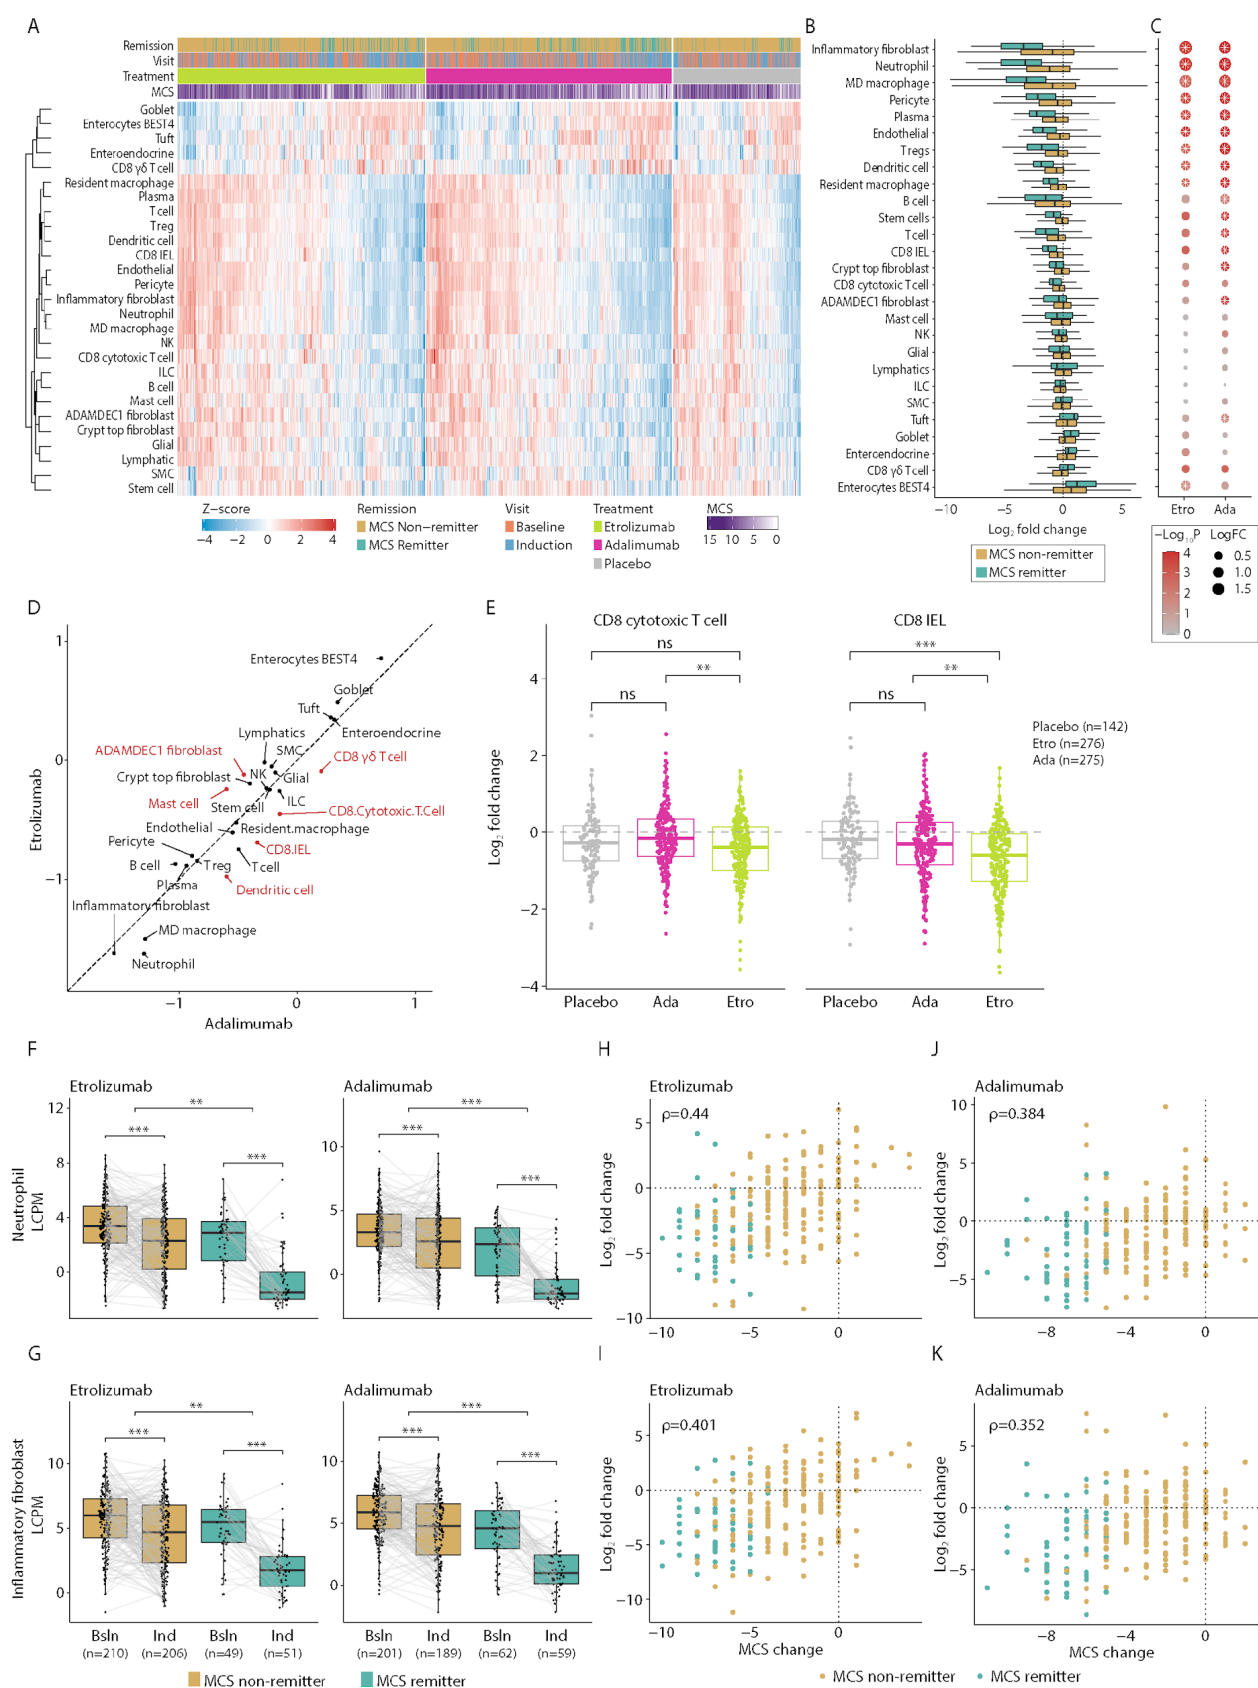 A
Remission
Visit
Treatment
MCS
Goblet
Enterocytes BEST4
Tuft
Enteroendocrine
CD8 γδ T cell
Resident macrophage
Plasma
T cell
Treg
Dendritic cell
CD8 IEL
Endothelial
Pericyte
Inflammatory fibroblast
Neutrophil
MD macrophage
NK
CD8 cytotoxic T cell
ILC
B cell
Mast cell
ADAMDEC1 fibroblast
Crypt top fibroblast
Glial
Lymphatic
SMC
Stem cell
Z-score
−4 −2 0 2 4
Remission
MCS Non-remitter
MCS Remitter
Visit
Baseline
Induction
Treatment
Etrolizumab
Adalimumab
Placebo
MCS
15 10 5 0
B
Inflammatory fibroblast
Neutrophil
MD macrophage
Pericyte
Plasma
Endothelial
Tregs
Dendritic cell
Resident macrophage
B cell
Stem cells
Tcell
CD8 IEL
Crypt top fibroblast
CD8 cytotoxic Tcell
ADAMDEC1 fibroblast
Mast cell
NK
Glial
Lymphatics
ILC
SMC
Tuft
Goblet
Enteroendocrine
CD8 γδ Tcell
Enterocytes BEST4
−10 −5 0 5
Log2 fold change
MCS non-remitter
MCS remitter
C
Etro Ada
−Log10P LogFC
4
3
2
1
0
0.5
1.0
1.5
D
Etrolizumab
1
0
−1
Enterocytes BEST4
Goblet
Tuft
Enteroendocrine
Lymphatics
SMC
ADAMDEC1 fibroblast
CD8 γδ Tcell
Crypt top fibroblast
NK
Glial
Mast cell
Stem cell
ILC
CD8.Cytotoxic.T.Cell
Endothelial
Resident.macrophage
Pericyte
CD8.IEL
B cell
Treg
Tcell
Plasma
Dendritic cell
Inflammatory fibroblast
MD macrophage
Neutrophil
−1 0 1
Adalimumab
E
CD8 cytotoxic T cell
CD8 IEL
ns
**
ns
***
**
ns
Log2 fold change
4
2
0
−2
−4
Placebo Ada Etro
Placebo Ada Etro
Placebo (n=142)
Etro (n=276)
Ada (n=275)
F
Etrolizumab
Adalimumab
Neutrophil
LCPM
12
8
4
0
**
***
***
10
5
0
***
***
***
G
Etrolizumab
Adalimumab
Inflammatory fibroblast
LCPM
10
5
0
**
***
***
10
5
0
***
***
***
Bsln Ind Bsln Ind
(n=210) (n=206) (n=49) (n=51)
Bsln Ind Bsln Ind
(n=201) (n=189) (n=62) (n=59)
MCS non-remitter
MCS remitter
H
Etrolizumab
ρ=0.44
Log2 fold change
5
0
−5
−10
−10 −5 0
J
Adalimumab
ρ=0.384
Log2 fold change
10
5
0
−5
−8 −4 0
I
Etrolizumab
ρ=0.401
Log2 fold change
5
0
−5
−10
−10 −5 0
MCS change
K
Adalimumab
ρ=0.352
Log2 fold change
5
0
−5
−8 −4 0
MCS change
MCS non-remitter
MCS remitter